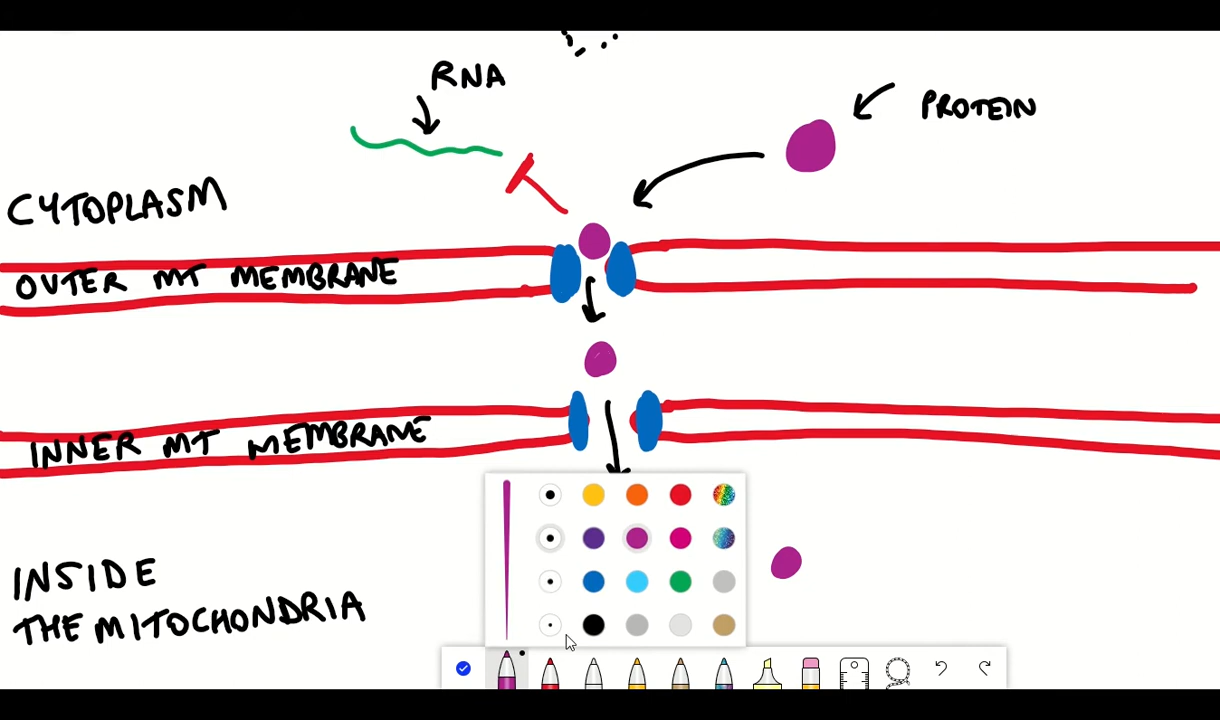 RNA
PROTEIN
CYTOPLASM
OUTER MT MEMBRANE
INNER MT MEMBRANE
INSIDE
THE MITOCHONDRIA